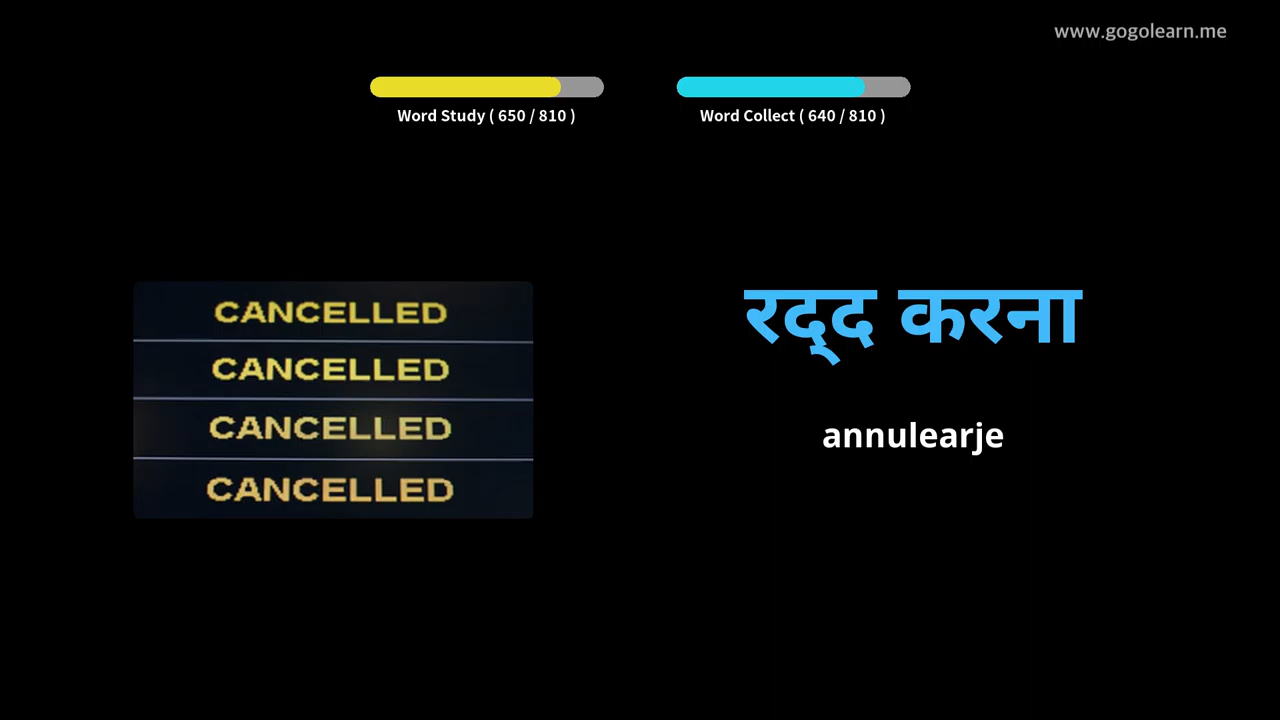 www.gogolearn.me
Word Study ( 650 / 810 )
Word Collect ( 640 / 810 )
CANCELLED
CANCELLED
CANCELLED
CANCELLED
रद्‌द करना
annulearje